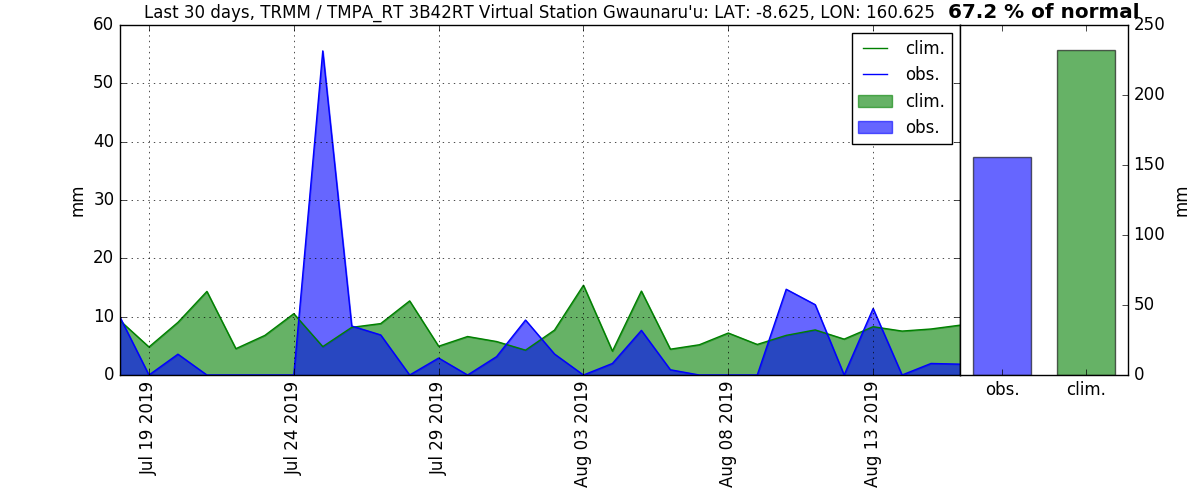 Last 30 days, TRMM / TMPA_RT 3B42RT Virtual Station Gwaunaru'u: LAT: -8.625, LON: 160.625
67.2 % of normal
60
50
40
30
20
10
0
mm
clim.
obs.
clim.
obs.
Jul 19 2019
Jul 24 2019
Jul 29 2019
Aug 03 2019
Aug 08 2019
Aug 13 2019
250
200
150
100
50
0
mm
obs.
clim.